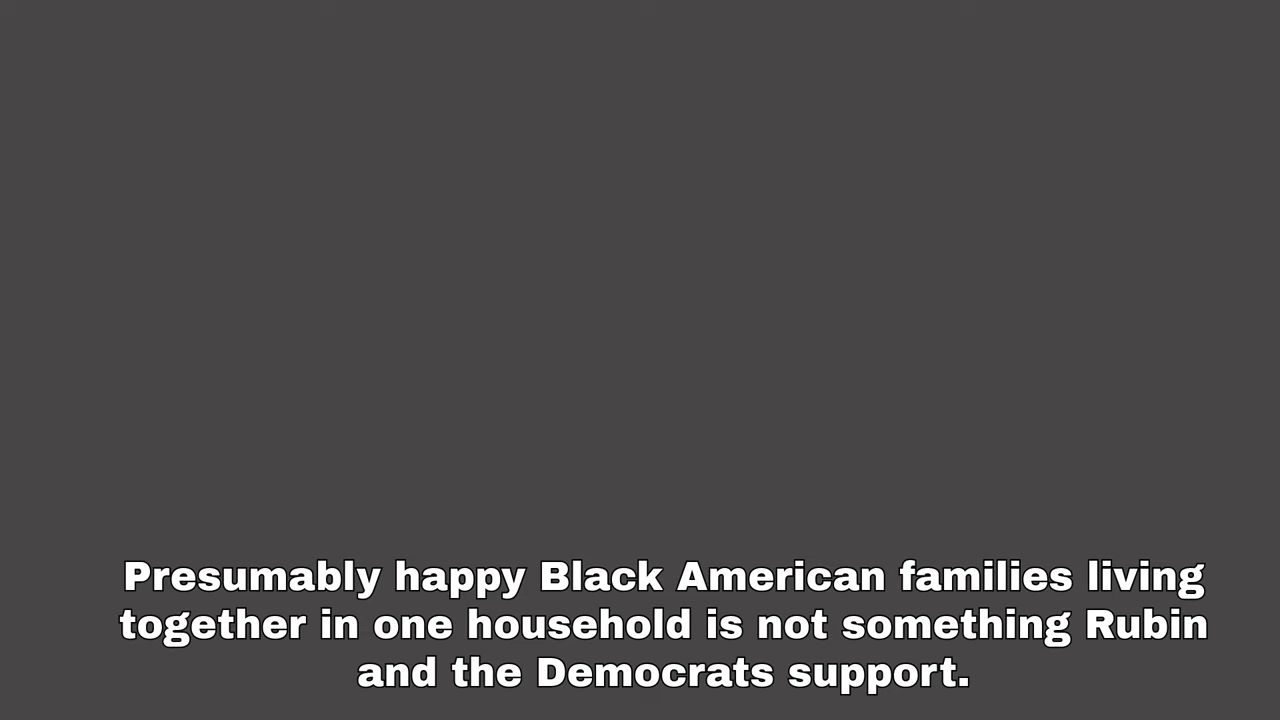 Presumably happy Black American families living
together in one household is not something Rubin
and the Democrats support.